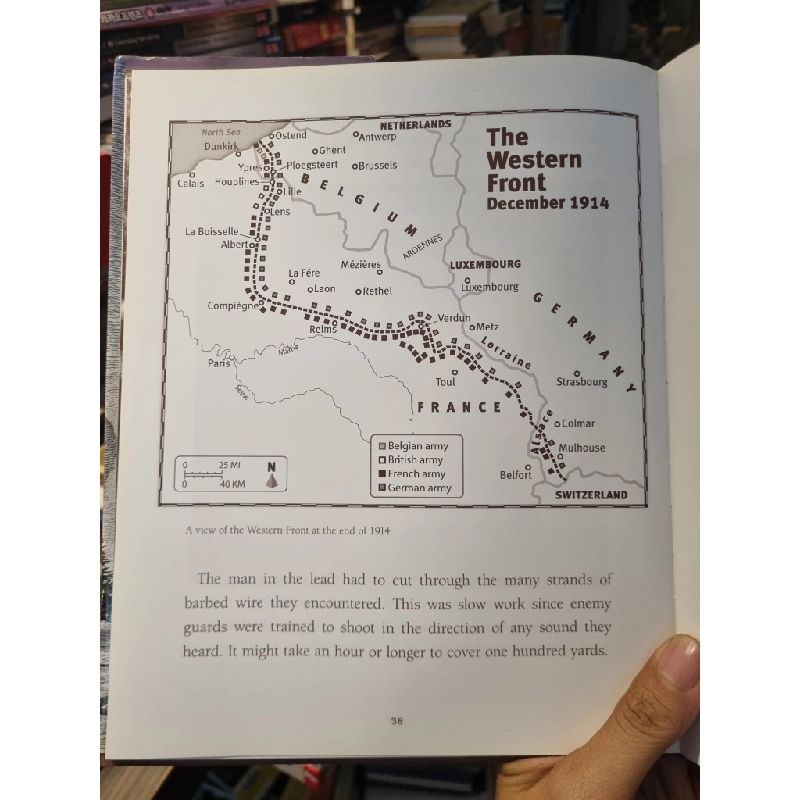 North Sea
NETHERLANDS
Ostend
Antwerp
Dunkirk
Ghent
The
Western
Front
December 1914
Ypres
Ploegsteert
Brussels
Calais
Houplines
Lille
BELGIUM
Lens
La Boisselle
Albert
ARDENNES
Mézières
LUXEMBOURG
La Fére
Laon
Rethel
Luxembourg
GERMANY
Compiègne
Reims
Verdun
Metz
Lorraine
Paris
Marne
Seine
Toul
Strasbourg
FRANCE
Alsace
Colmar
Mulhouse
Belfort
SWITZERLAND
Belgian army
British army
French army
German army
0 25 MI
0 40 KM
N
A view of the Western Front at the end of 1914
The man in the lead had to cut through the many strands of
barbed wire they encountered. This was slow work since enemy
guards were trained to shoot in the direction of any sound they
heard. It might take an hour or longer to cover one hundred yards.
38